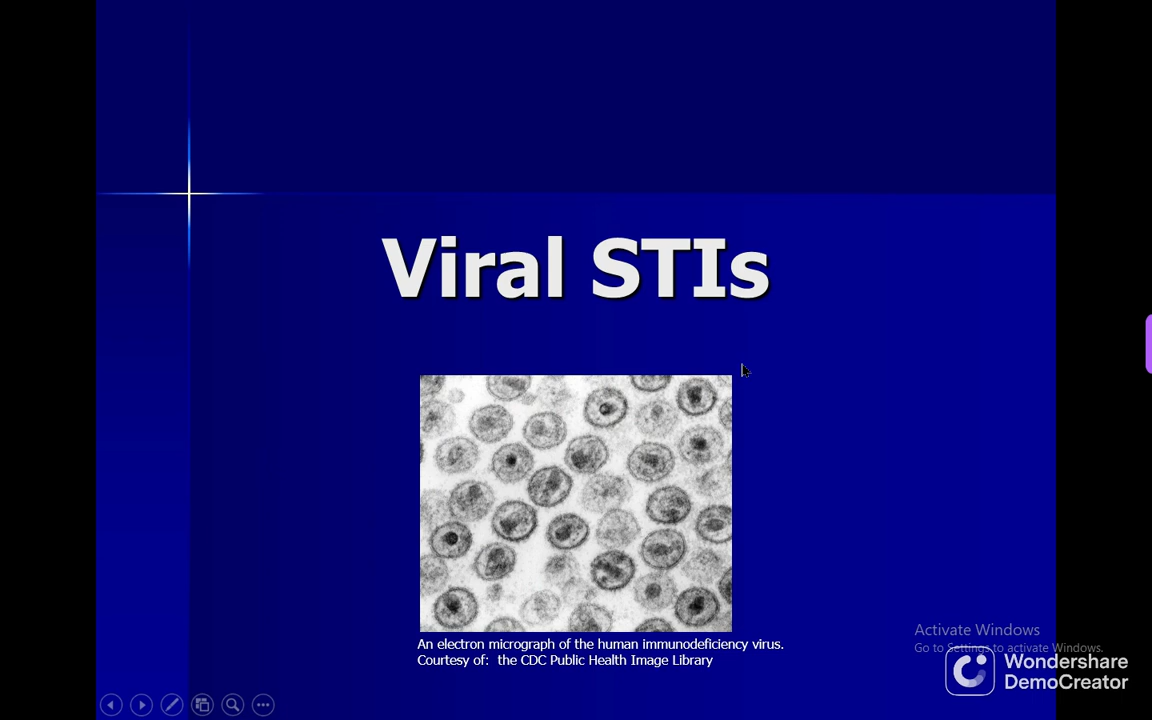 Viral STIs
An electron micrograph of the human immunodeficiency virus.
Courtesy of:  the CDC Public Health Image Library
Activate Windows
Go to Settings to activate Windows.
Wondershare
DemoCreator